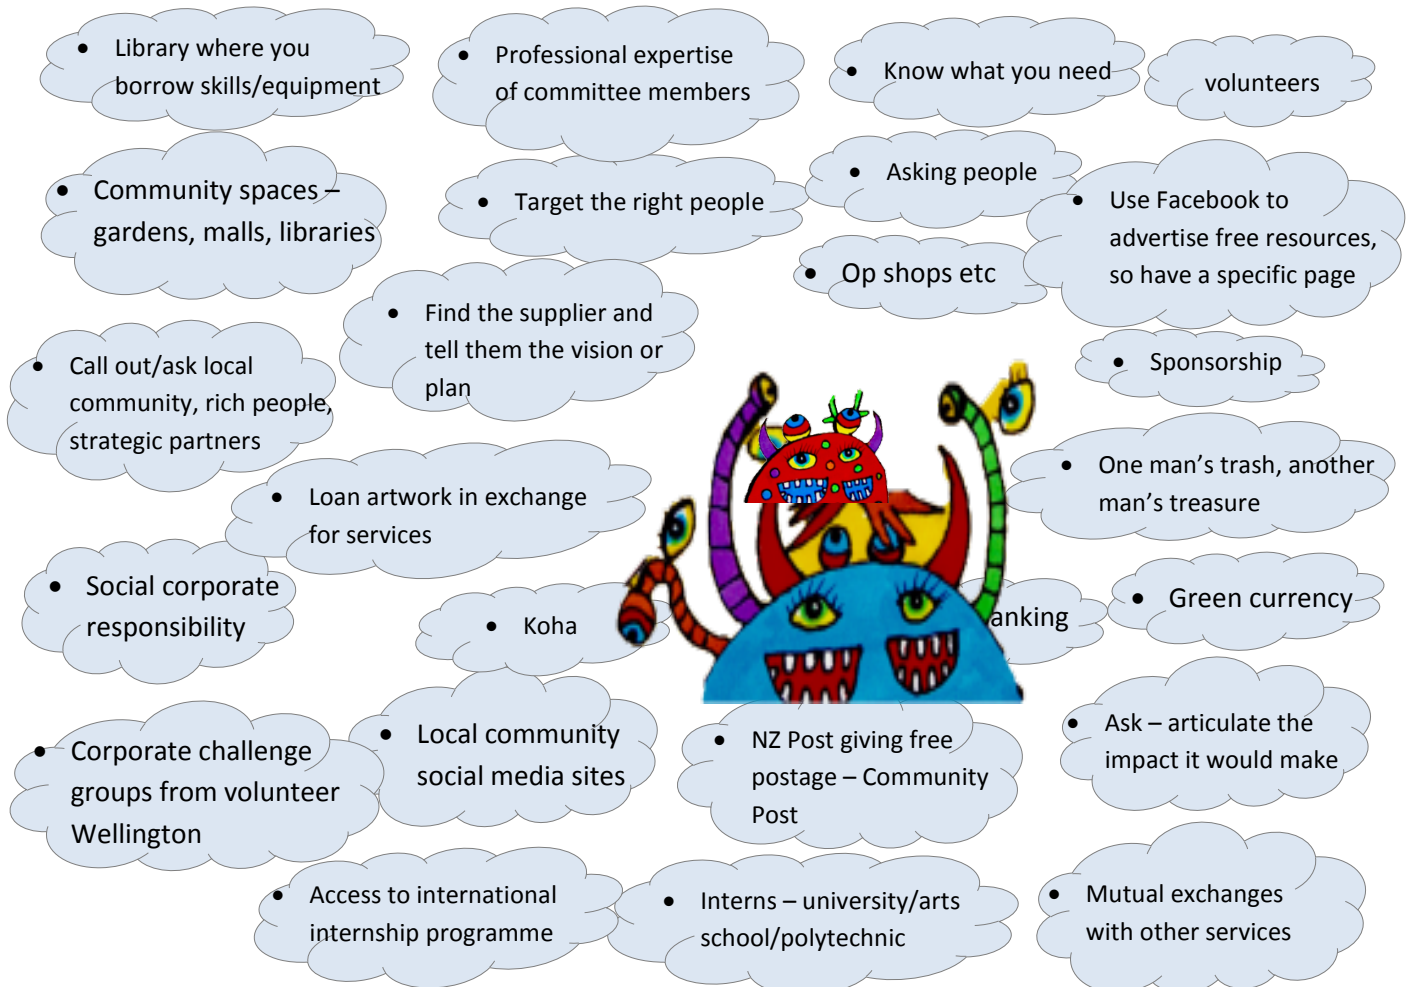 • Library where you
borrow skills/equipment
• Professional expertise
of committee members
• Know what you need
volunteers
• Community spaces –
gardens, malls, libraries
• Target the right people
• Asking people
• Use Facebook to
advertise free resources,
so have a specific page
• Op shops etc
• Find the supplier and
tell them the vision or
plan
• Call out/ask local
community, rich people,
strategic partners
• Sponsorship
• Loan artwork in exchange
for services
• One man’s trash, another
man’s treasure
• Social corporate
responsibility
• Koha
anking
• Green currency
• Corporate challenge
groups from volunteer
Wellington
• Local community
social media sites
• NZ Post giving free
postage – Community
Post
• Ask – articulate the
impact it would make
• Access to international
internship programme
• Interns – university/arts
school/polytechnic
• Mutual exchanges
with other services